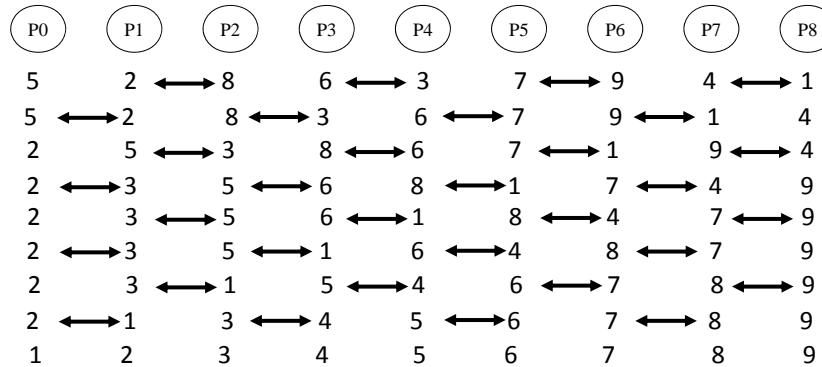 P0 P1 P2 P3 P4 P5 P6 P7 P8
5 2 8 6 3 7 9 4 1
5 2 8 3 6 7 9 1 4
2 5 3 8 6 7 1 9 4
2 3 5 6 8 1 7 4 9
2 3 5 6 1 8 4 7 9
2 3 5 1 6 4 8 7 9
2 3 1 5 4 6 7 8 9
2 1 3 4 5 6 7 8 9
1 2 3 4 5 6 7 8 9